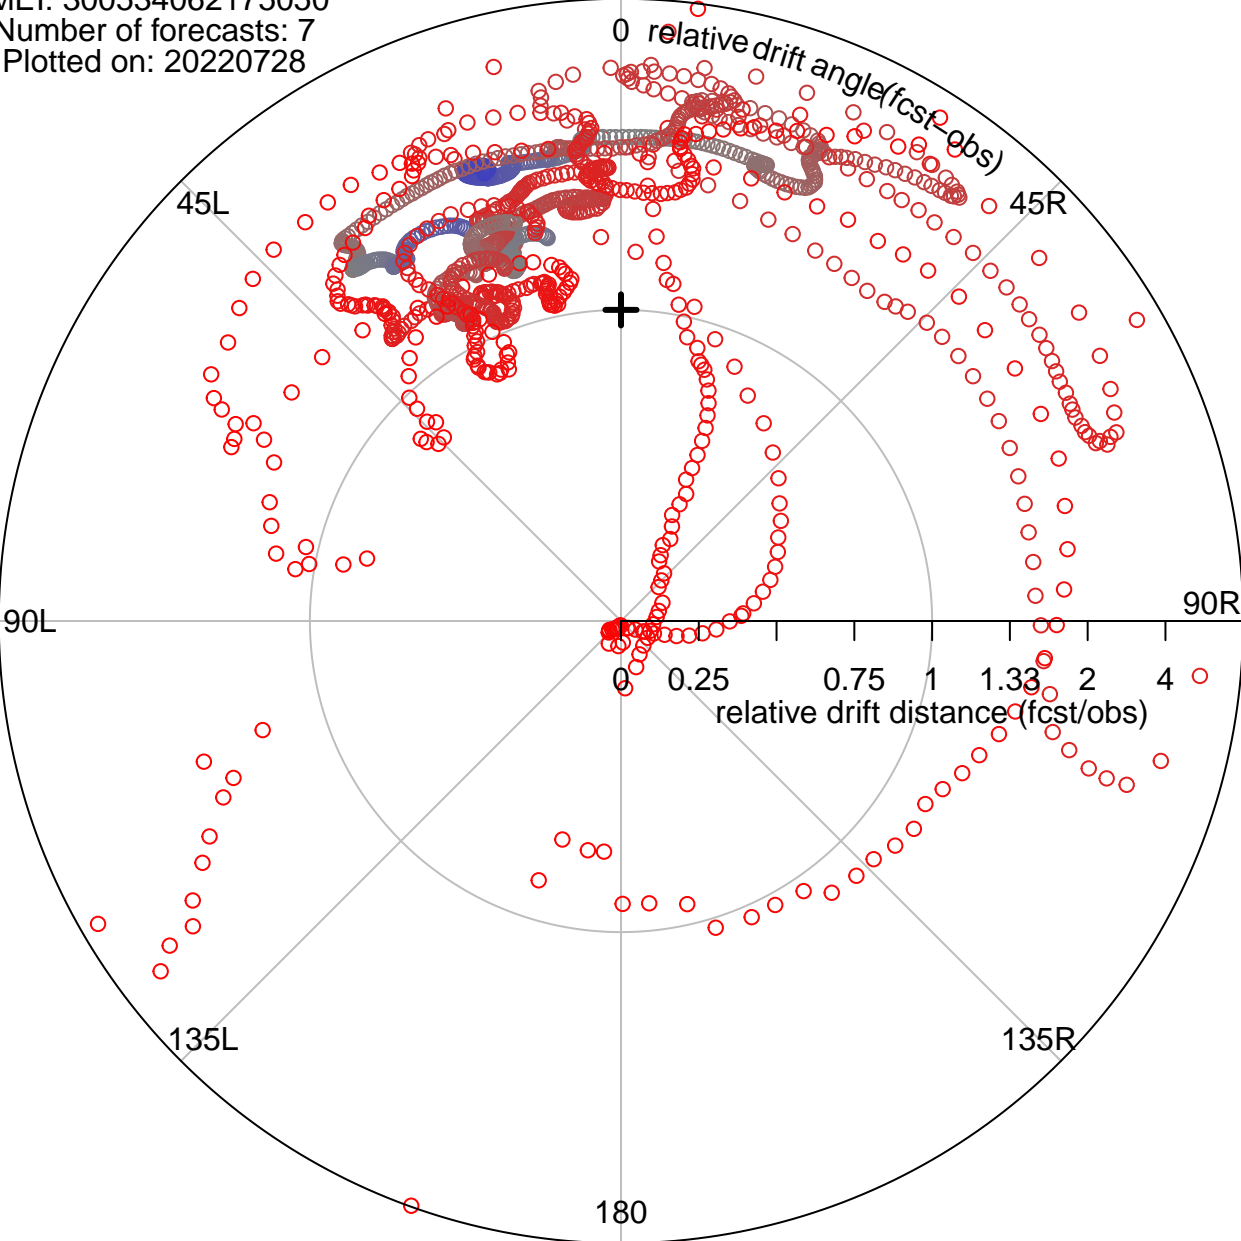 Number of forecasts: 7
Plotted on: 20220728
0
relative drift angle(fcst–obs)
45L
45R
90L
90R
0 0.25 0.75 1 1.33 2 4
relative drift distance (fcst/obs)
135L
135R
180